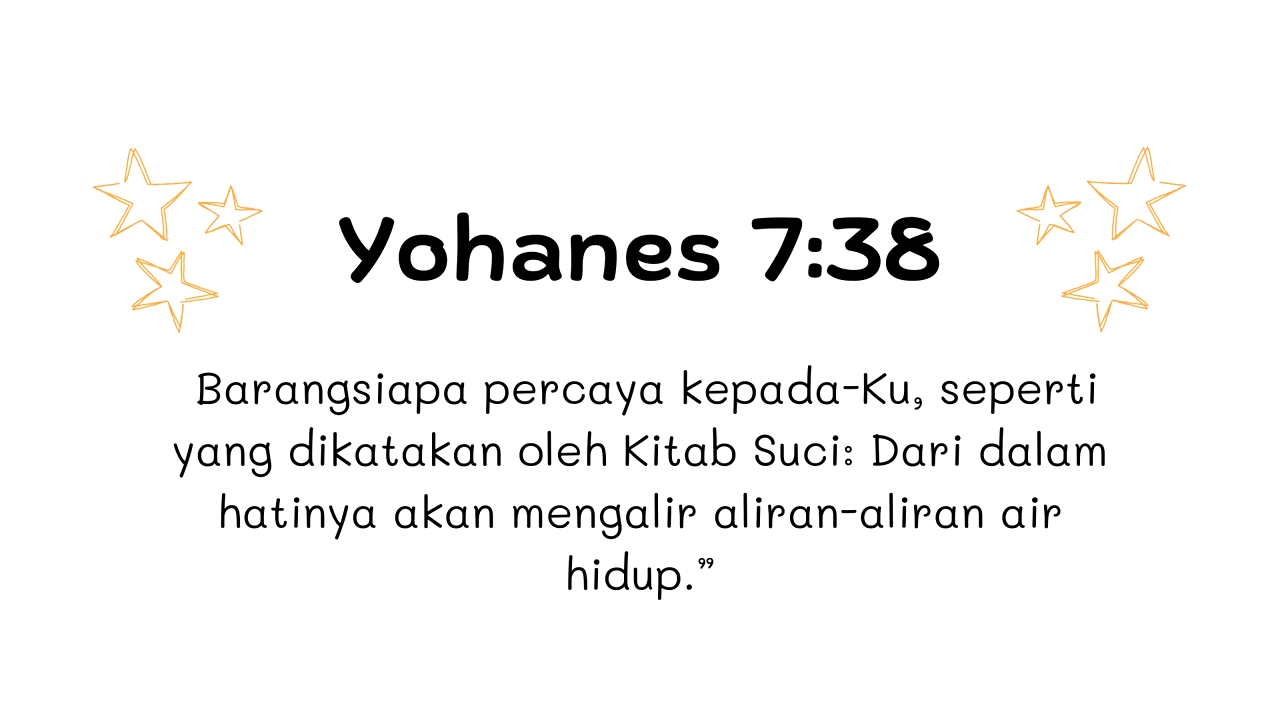 Yohanes 7:38
Barangsiapa percaya kepada-Ku, seperti
yang dikatakan oleh Kitab Suci: Dari dalam
hatinya akan mengalir aliran-aliran air
hidup.”